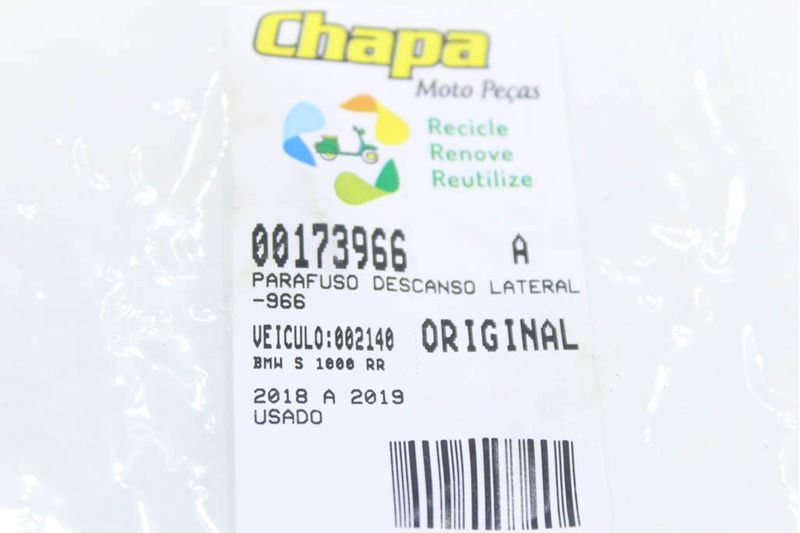 Chapa
Moto Peças
Recicle
Renove
Reutilize
00173966 A
PARAFUSO DESCANSO LATERAL
-966
VEICULO:002140 ORIGINAL
BMW S 1000 RR
2018 A 2019
USADO